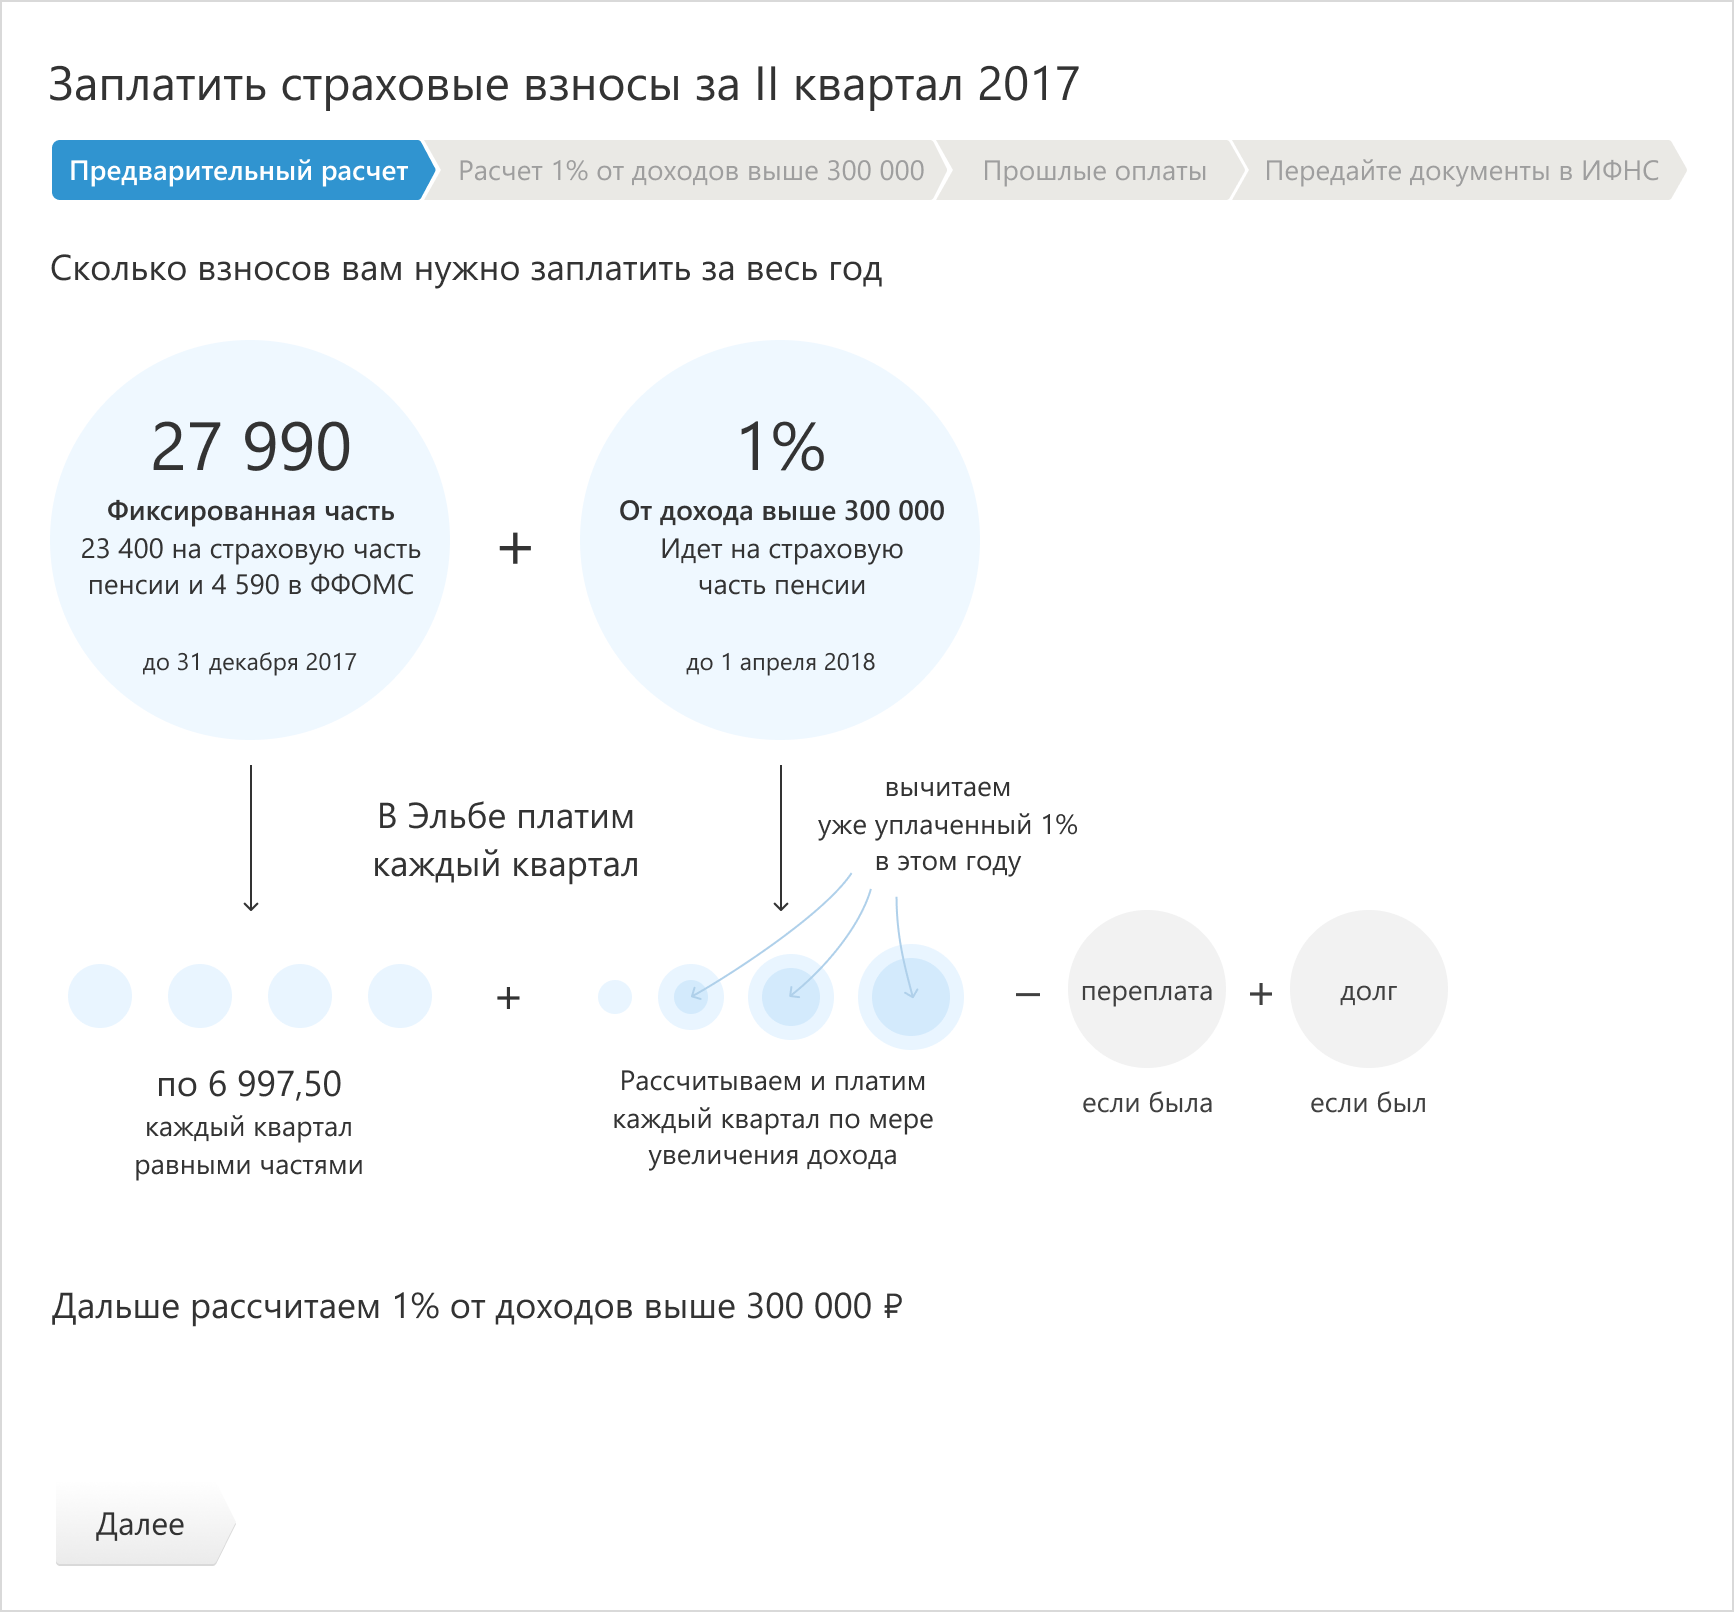 Заплатить страховые взносы за II квартал 2017
Предварительный расчет
Расчет 1% от доходов выше 300 000
Прошлые оплаты
Передайте документы в ИФНС
Сколько взносов вам нужно заплатить за весь год
27 990
Фиксированная часть
23 400 на страховую часть
пенсии и 4 590 в ФФОМС
до 31 декабря 2017
+
1%
От дохода выше 300 000
Идет на страховую
часть пенсии
до 1 апреля 2018
В Эльбе платим
каждый квартал
вычитаем
уже уплаченный 1%
в этом году
+
−
переплата
+
долг
по 6 997,50
каждый квартал
равными частями
Рассчитываем и платим
каждый квартал по мере
увеличения дохода
если была
если был
Дальше рассчитаем 1% от доходов выше 300 000 ₽
Далее